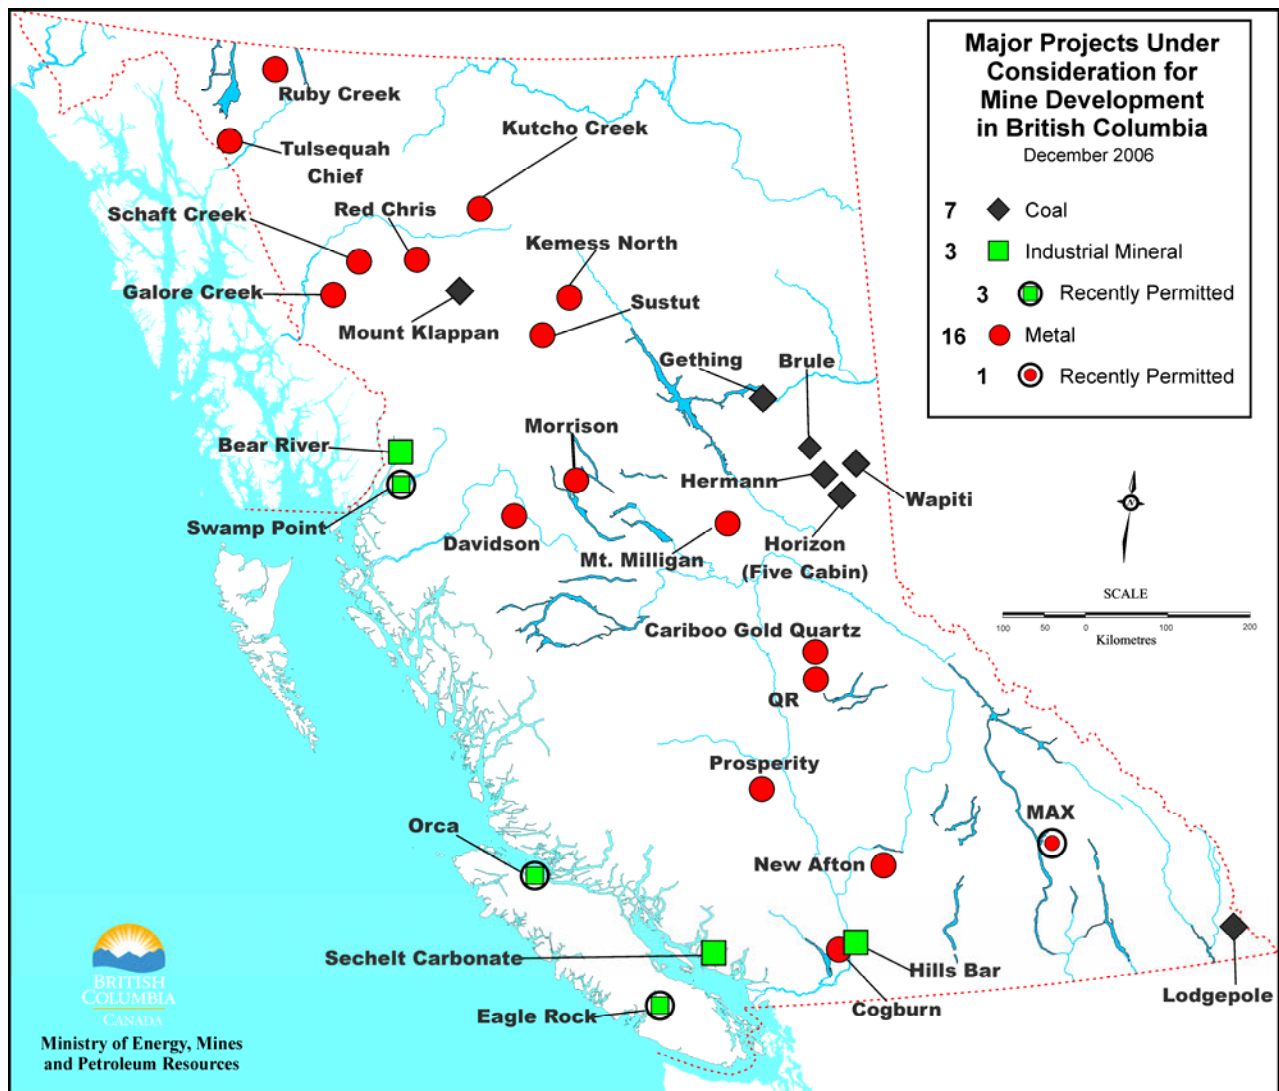 Major Projects Under
Consideration for
Mine Development
in British Columbia
December 2006
7 Coal
3 Industrial Mineral
3 Recently Permitted
16 Metal
1 Recently Permitted
Ruby Creek
Kutcho Creek
Tulsequah
Chief
Schaft Creek
Red Chris
Kemess North
Galore Creek
Sustut
Mount Klappan
Gething
Brule
Morrison
Bear River
Hermann
Wapiti
Swamp Point
Davidson
Mt. Milligan
Horizon
(Five Cabin)
N
SCALE
100 50 0 100 200
Kilometres
Cariboo Gold Quartz
QR
Prosperity
MAX
Orca
New Afton
Sechelt Carbonate
Hills Bar
Lodgepole
Cogburn
Eagle Rock
BRITISH
COLUMBIA
CANADA
Ministry of Energy, Mines
and Petroleum Resources